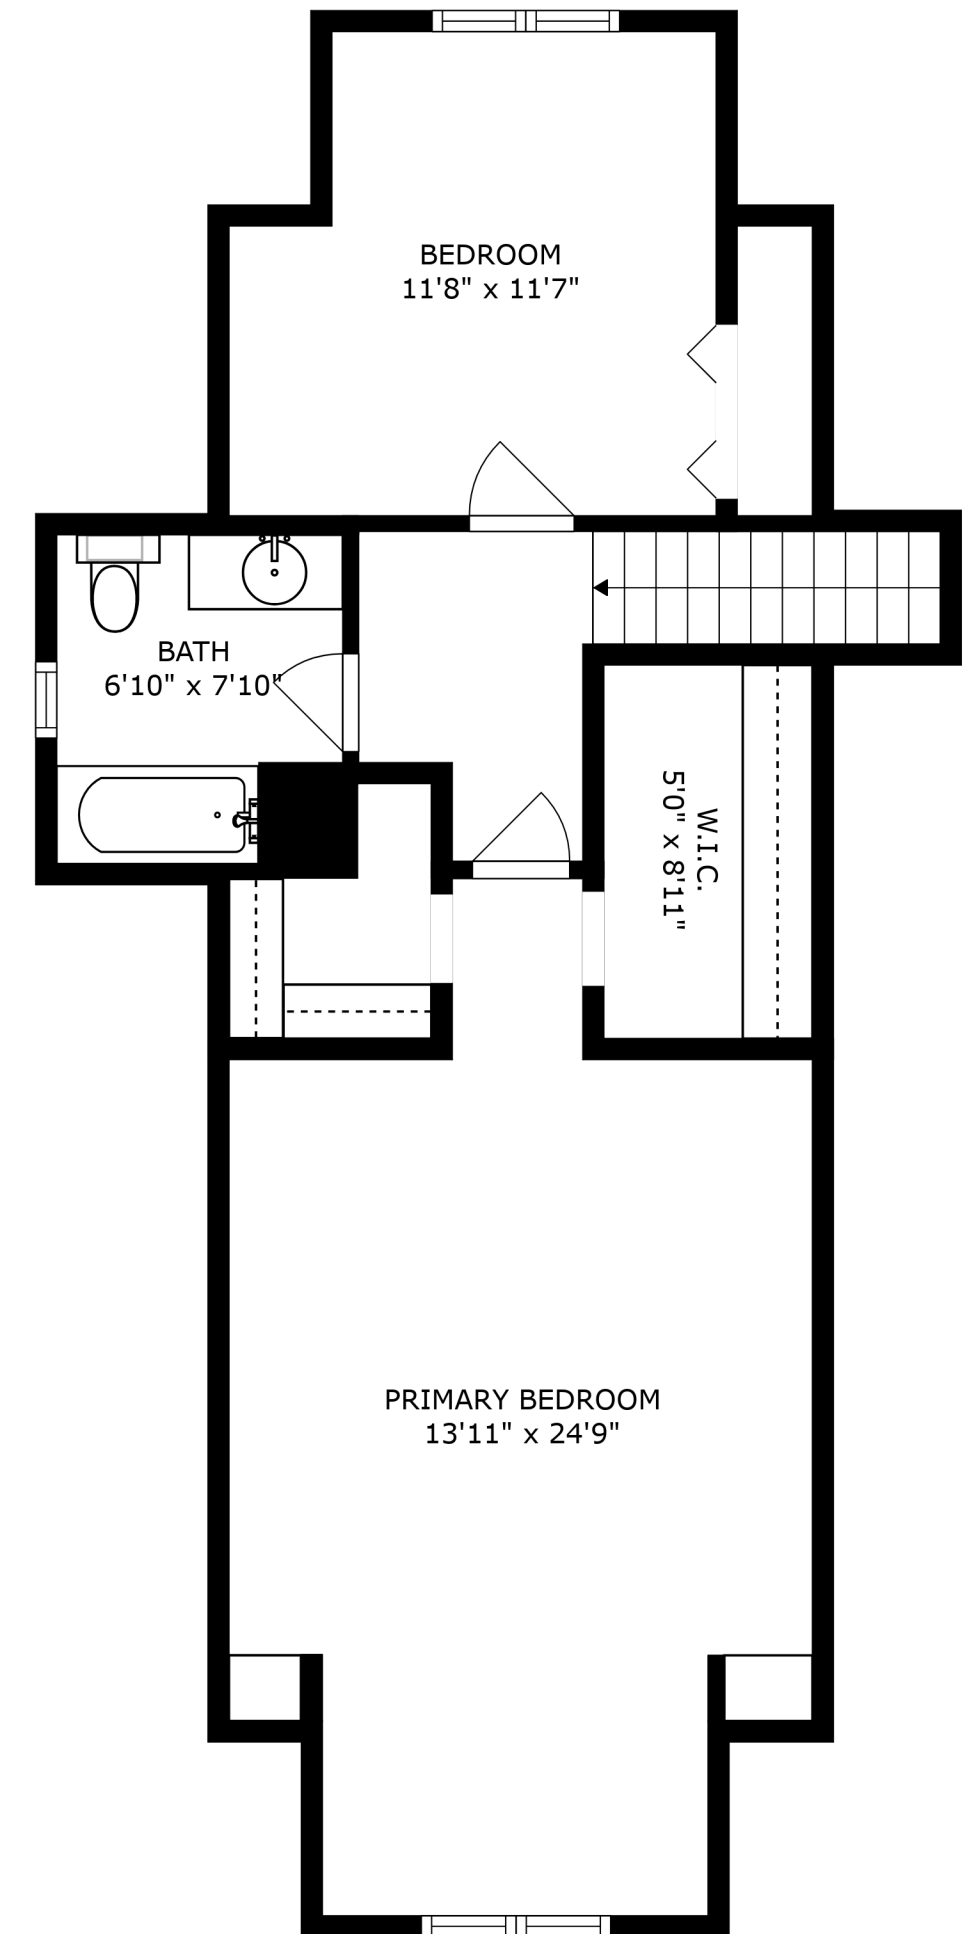 BEDROOM
11'8" x 11'7"
BATH
6'10" x 7'10"
W.I.C.
5'0" x 8'11"
PRIMARY BEDROOM
13'11" x 24'9"